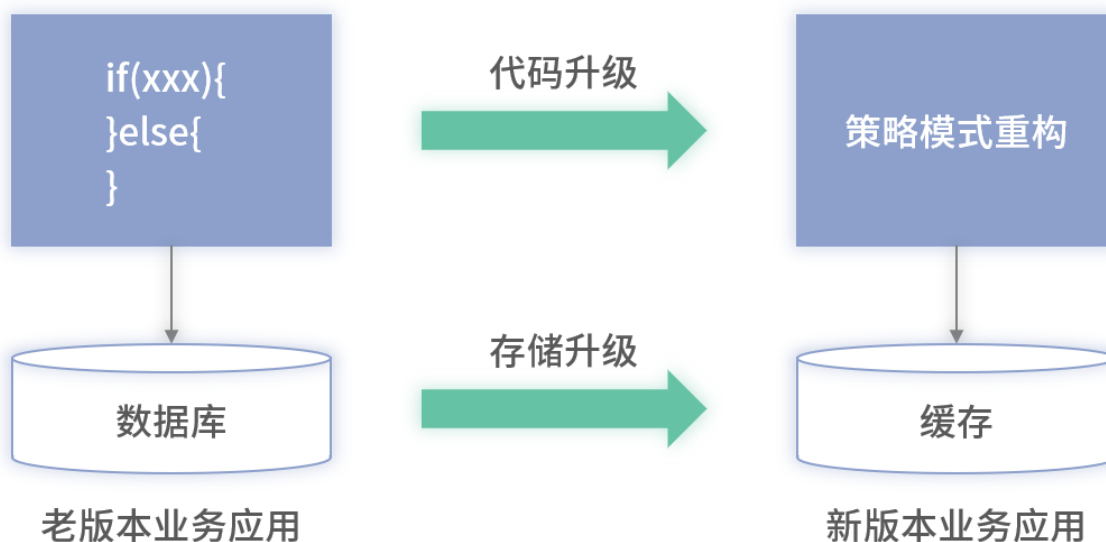 if(xxx){
}else{
}
代码升级
策略模式重构
数据库
存储升级
缓存
老版本业务应用
新版本业务应用